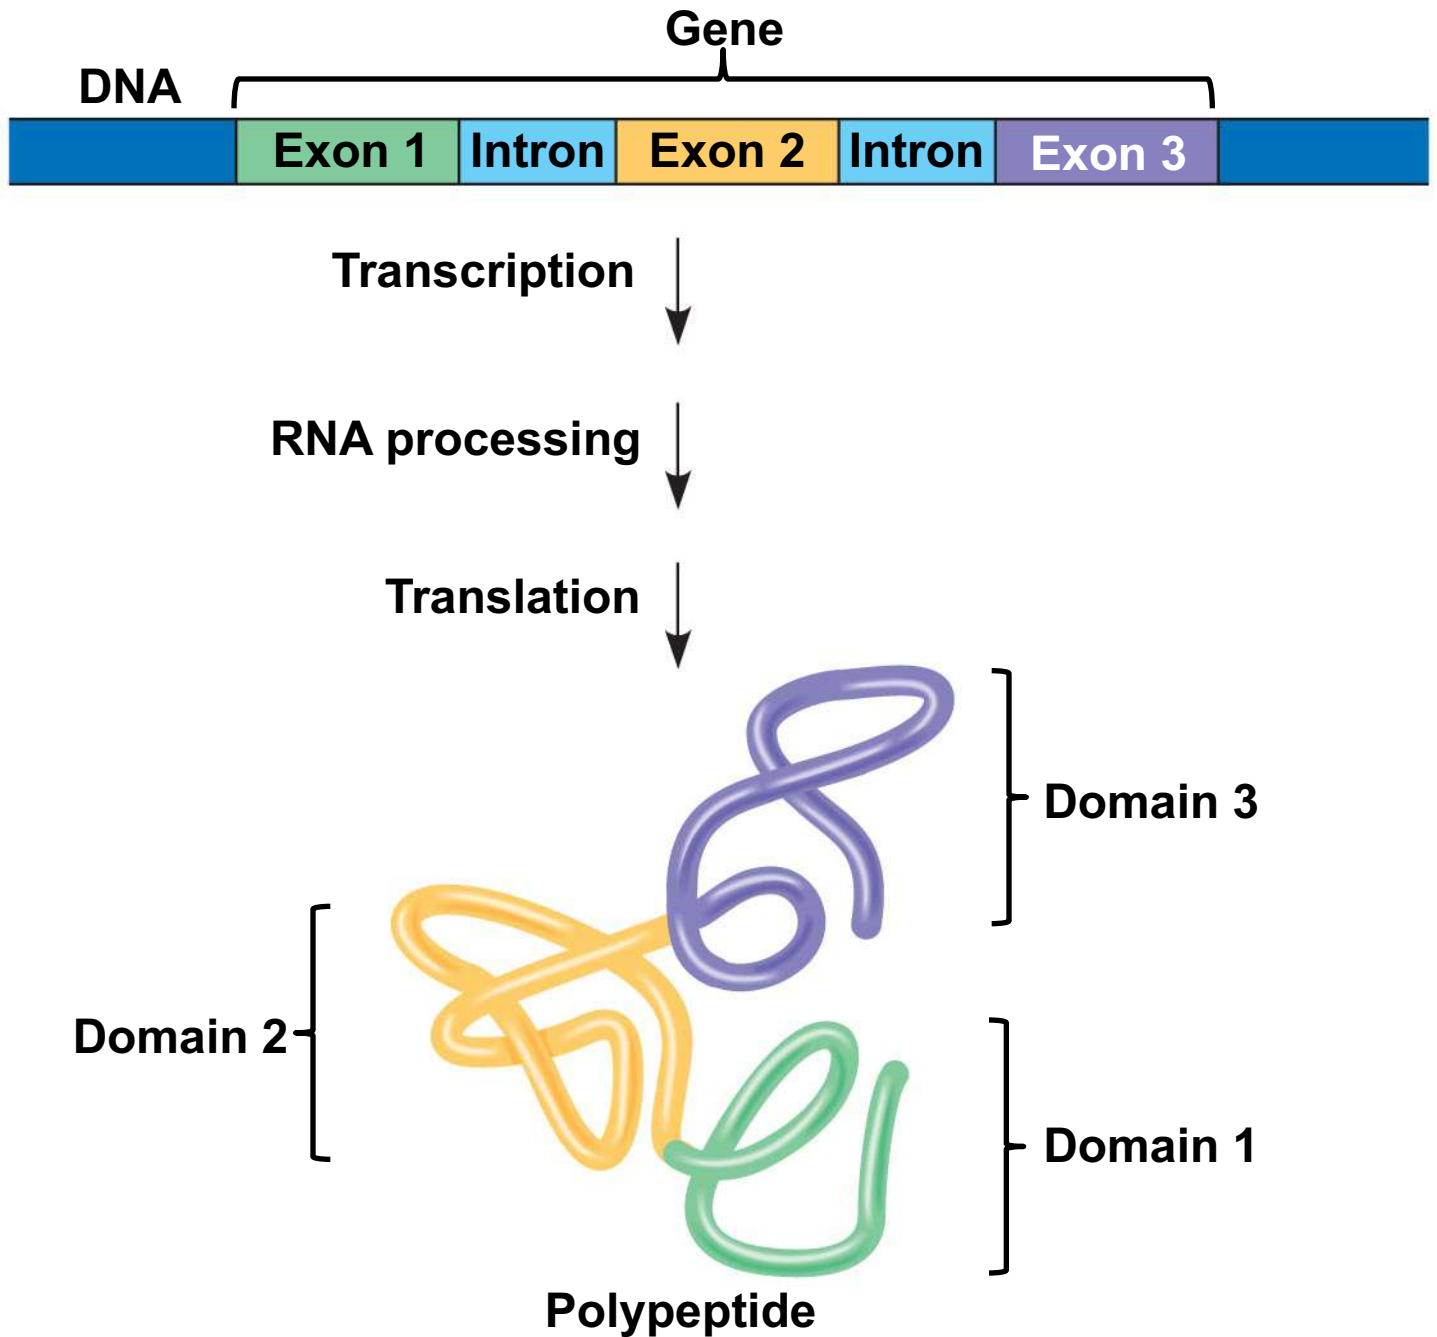 Gene
DNA
Exon 1 Intron Exon 2 Intron Exon 3
Transcription
RNA processing
Translation
Domain 3
Domain 2
Domain 1
Polypeptide